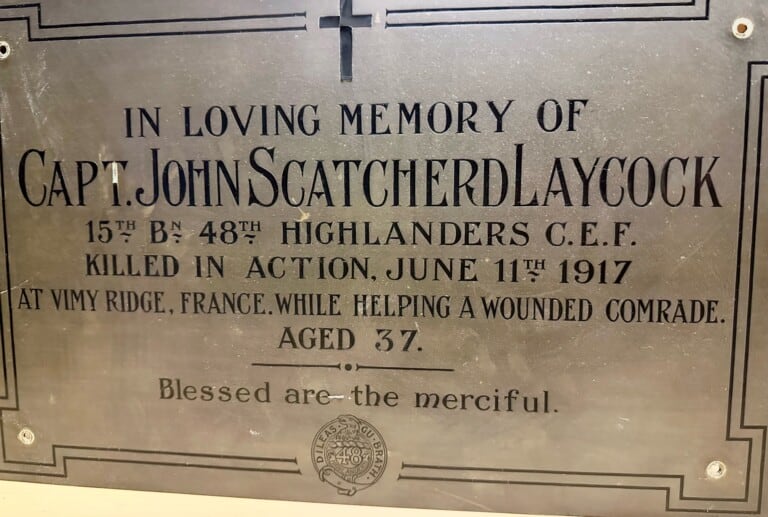 IN LOVING MEMORY OF
CAPT. JOHN SCATCHERD LAYCOCK
15TH BN 48TH HIGHLANDERS C.E.F.
KILLED IN ACTION, JUNE 11TH 1917
AT VIMY RIDGE, FRANCE. WHILE HELPING A WOUNDED COMRADE.
AGED 37.
Blessed are the merciful.
DILEAS GU BRATH
48